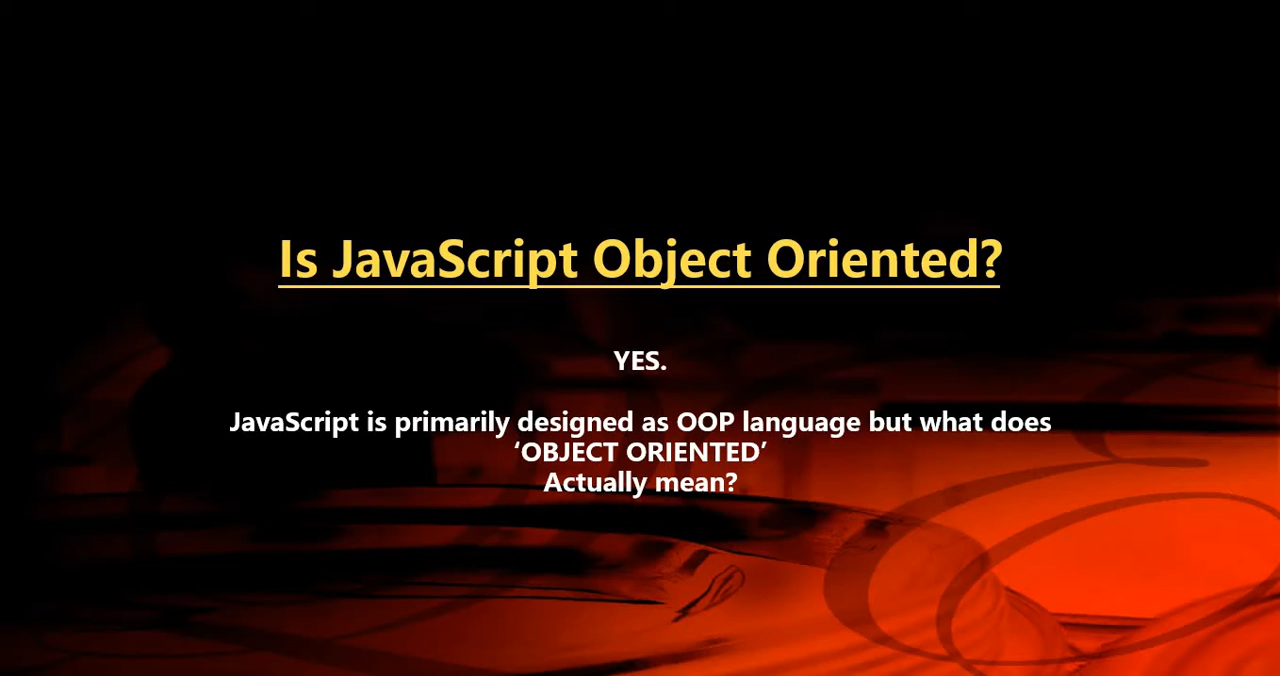 Is JavaScript Object Oriented?
YES.
JavaScript is primarily designed as OOP language but what does
‘OBJECT ORIENTED’
Actually mean?